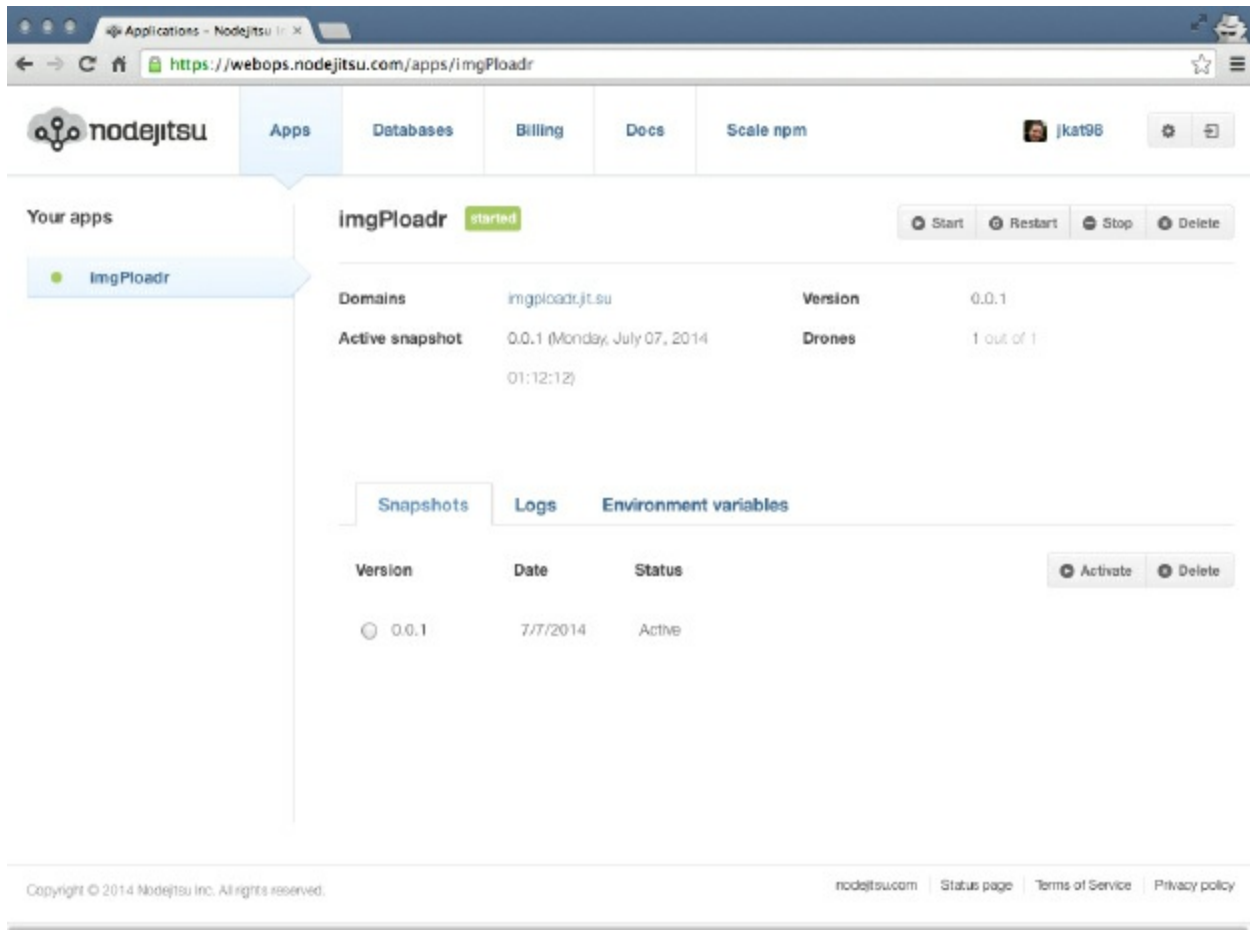 Applications - Nodejitsu In
https://webops.nodejitsu.com/apps/imgPloadr
nodejitsu
Apps
Databases
Billing
Docs
Scale npm
jkat98
Your apps
imgPloadr
imgPloadr
started
Start
Restart
Stop
Delete
Domains
imgploadr.jit.su
Version
0.0.1
Active snapshot
0.0.1 (Monday, July 07, 2014
01:12:12)
Drones
1 out of 1
Snapshots
Logs
Environment variables
Version
Date
Status
Activate
Delete
0.0.1
7/7/2014
Active
Copyright © 2014 Nodejitsu Inc. All rights reserved.
nodejitsu.com
Status page
Terms of Service
Privacy policy